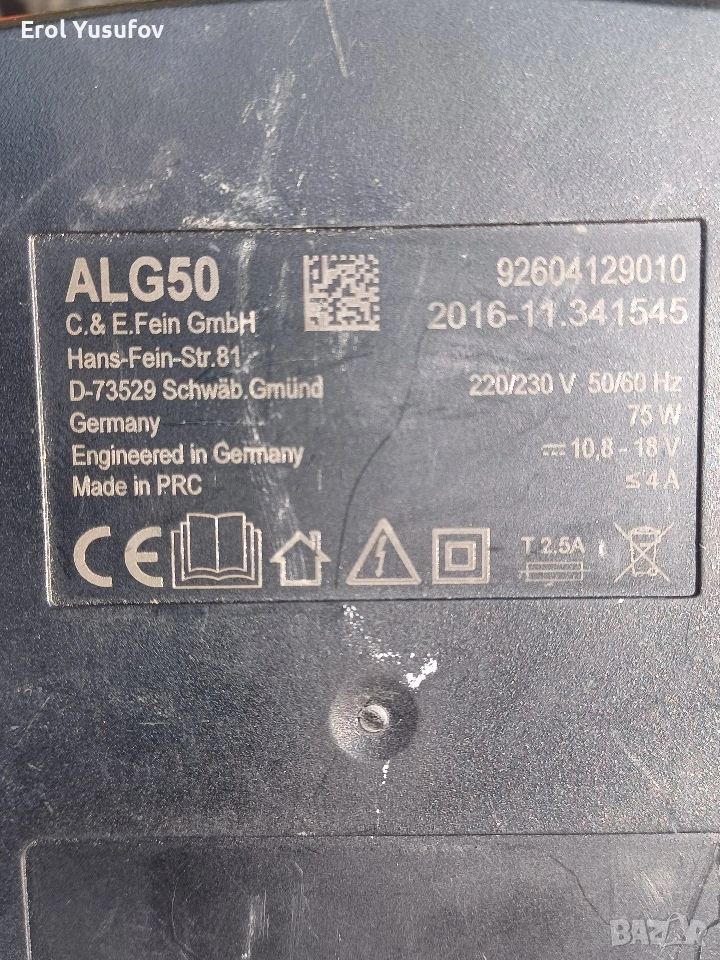 Erol Yusufov
ALG50
C.& E.Fein GmbH
Hans-Fein-Str.81
D-73529 Schwäb.Gmünd
Germany
Engineered in Germany
Made in PRC
92604129010
2016-11.341545
220/230 V 50/60 Hz
75 W
⎓ 10,8 - 18 V
≤ 4 A
CE
T 2.5A
BAZAR